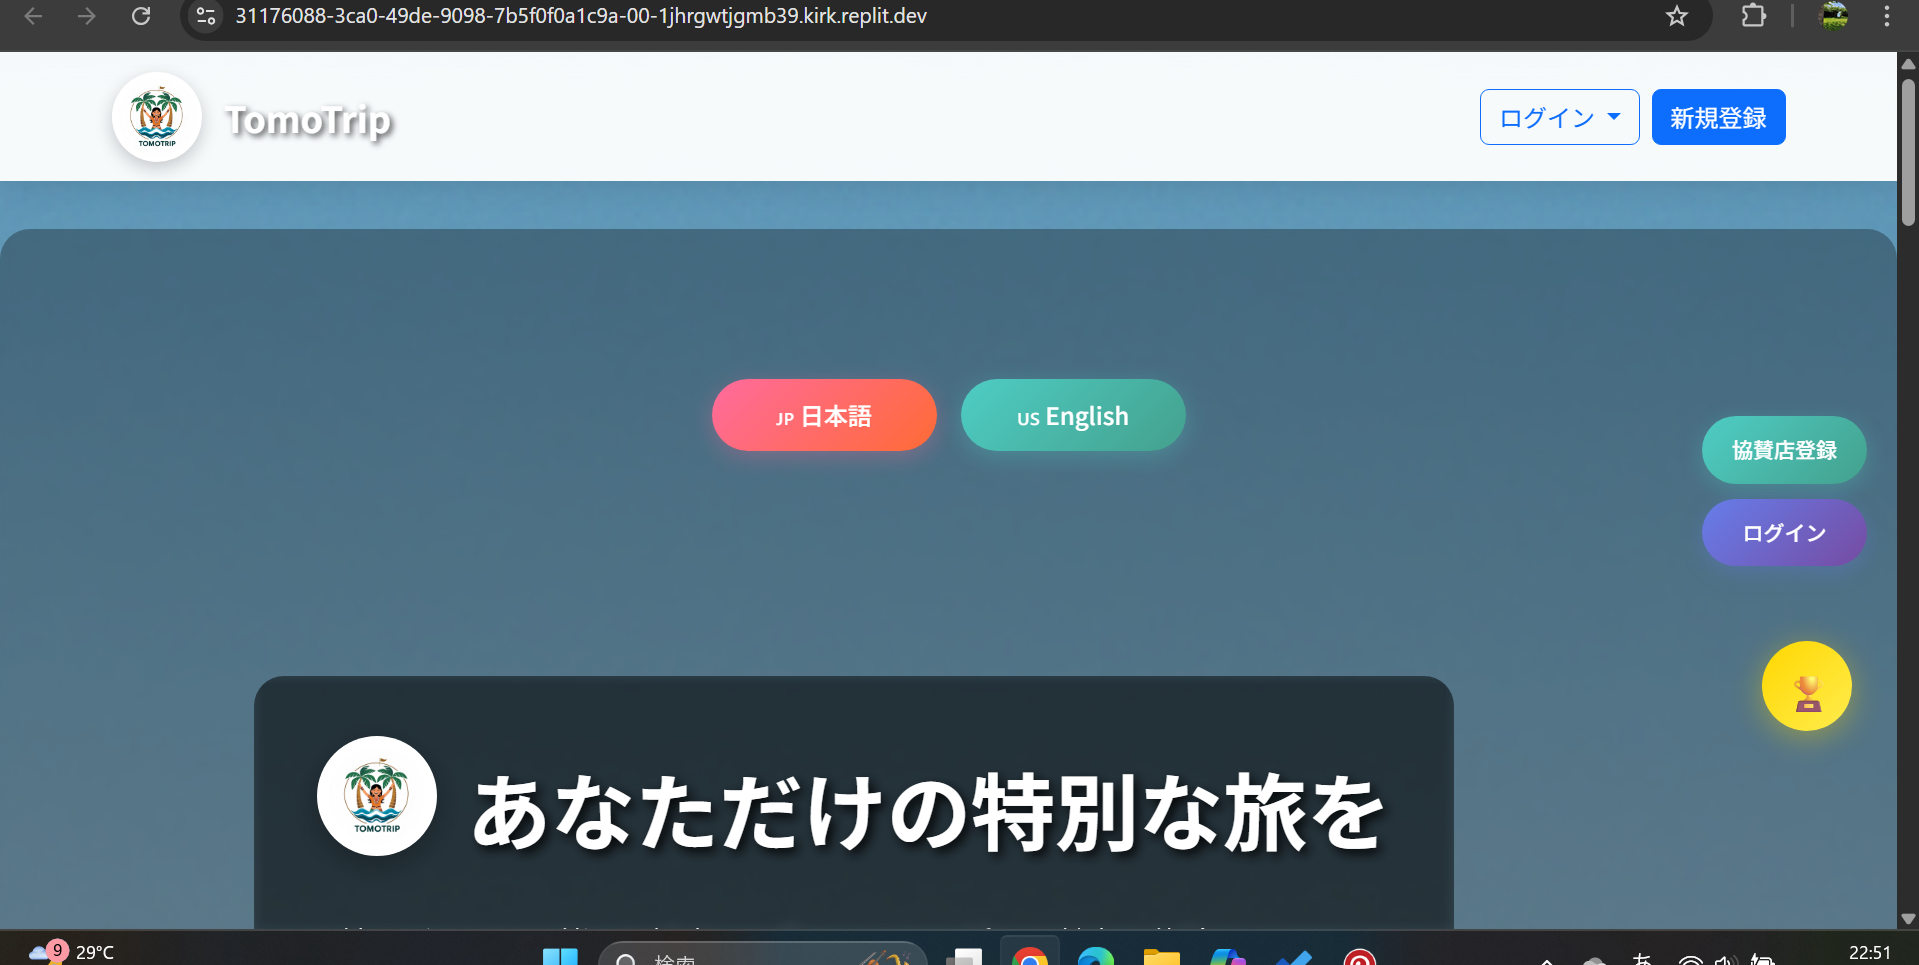 31176088-3ca0-49de-9098-7b5f0f0a1c9a-00-1jhrgwtjgmb39.kirk.replit.dev
TOMOTRIP
TomoTrip
ログイン
新規登録
JP 日本語
US English
協賛店登録
ログイン
TOMOTRIP
あなただけの特別な旅を
9
29°C
検索
あ
22:51